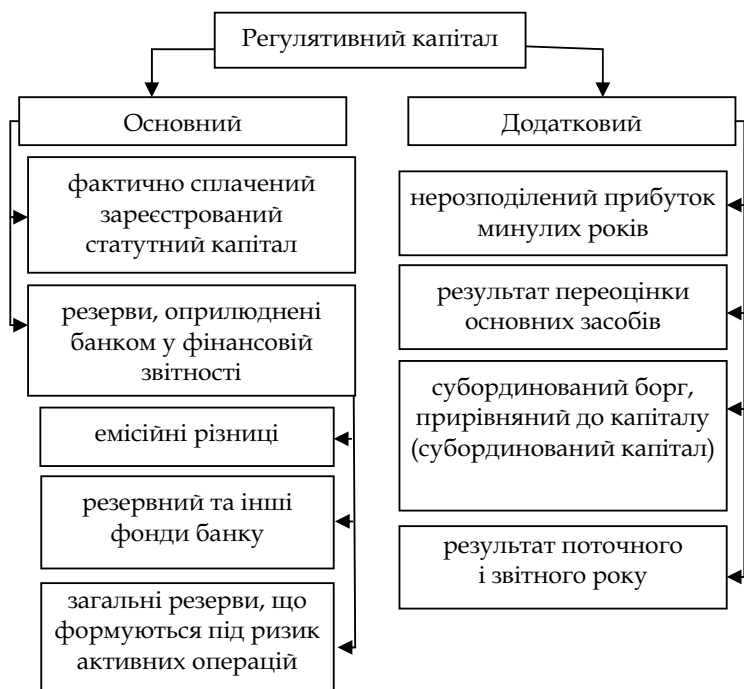 Регулятивний капітал
Основний
фактично сплачений
зареєстрований
статутний капітал
резерви, оприлюднені
банком у фінансовій
звітності
емісійні різниці
резервний та інші
фонди банку
загальні резерви, що
формуються під ризик
активних операцій
Додатковий
нерозподілений прибуток
минулих років
результат переоцінки
основних засобів
субординований борг,
прирівняний до капіталу
(субординований капітал)
результат поточного
і звітного року